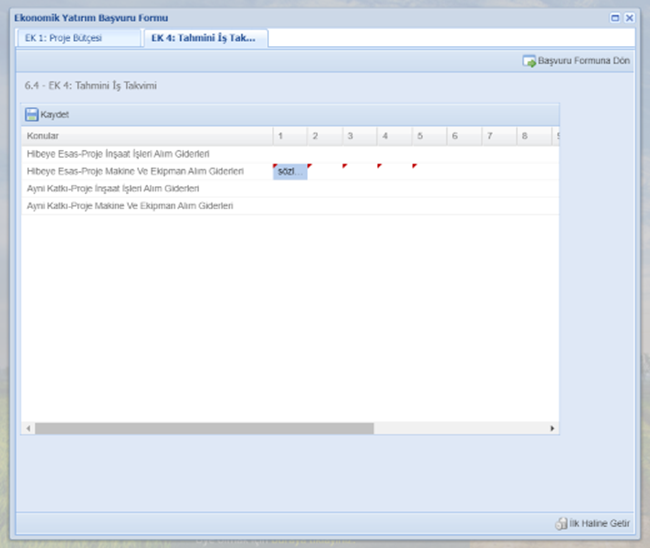 Ekonomik Yatırım Başvuru Formu
EK 1: Proje Bütçesi
EK 4: Tahmini İş Tak...
Başvuru Formuna Dön
6.4 - EK 4: Tahmini İş Takvimi
Kaydet
Konular 1 2 3 4 5 6 7 8
Hibeye Esas-Proje İnşaat İşleri Alım Giderleri
Hibeye Esas-Proje Makine Ve Ekipman Alım Giderleri sözl...
Ayni Katkı-Proje İnşaat İşleri Alım Giderleri
Ayni Katkı-Proje Makine Ve Ekipman Alım Giderleri
İlk Haline Getir